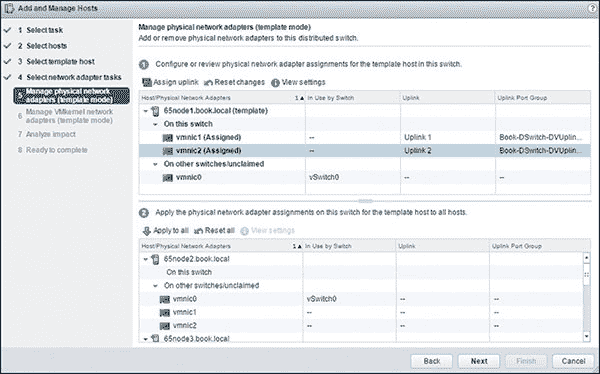 Add and Manage Hosts
1 Select task
2 Select hosts
3 Select template host
4 Select network adapter tasks
5 Manage physical network adapters (template mode)
6 Manage VMkernel network adapters (template mode)
7 Analyze impact
8 Ready to complete
Manage physical network adapters (template mode)
Add or remove physical network adapters to this distributed switch.
1 Configure or review physical network adapter assignments for the template host in this switch.
Assign uplink Reset changes View settings
Host/Physical Network Adapters 1▲ In Use by Switch Uplink Uplink Port Group
65node1.book.local (template)
On this switch
vmnic1 (Assigned) -- Uplink 1 Book-DSwitch-DVUplin...
vmnic2 (Assigned) -- Uplink 2 Book-DSwitch-DVUplin...
On other switches/unclaimed
vmnic0 vSwitch0 -- --
2 Apply the physical network adapter assignments on this switch for the template host to all hosts.
Apply to all Reset all View settings
Host/Physical Network Adapters 1▲ In Use by Switch Uplink Uplink Port Group
65node2.book.local
On this switch
On other switches/unclaimed
vmnic0 vSwitch0 -- --
vmnic1 -- -- --
vmnic2 -- -- --
65node3.book.local
Back Next Finish Cancel